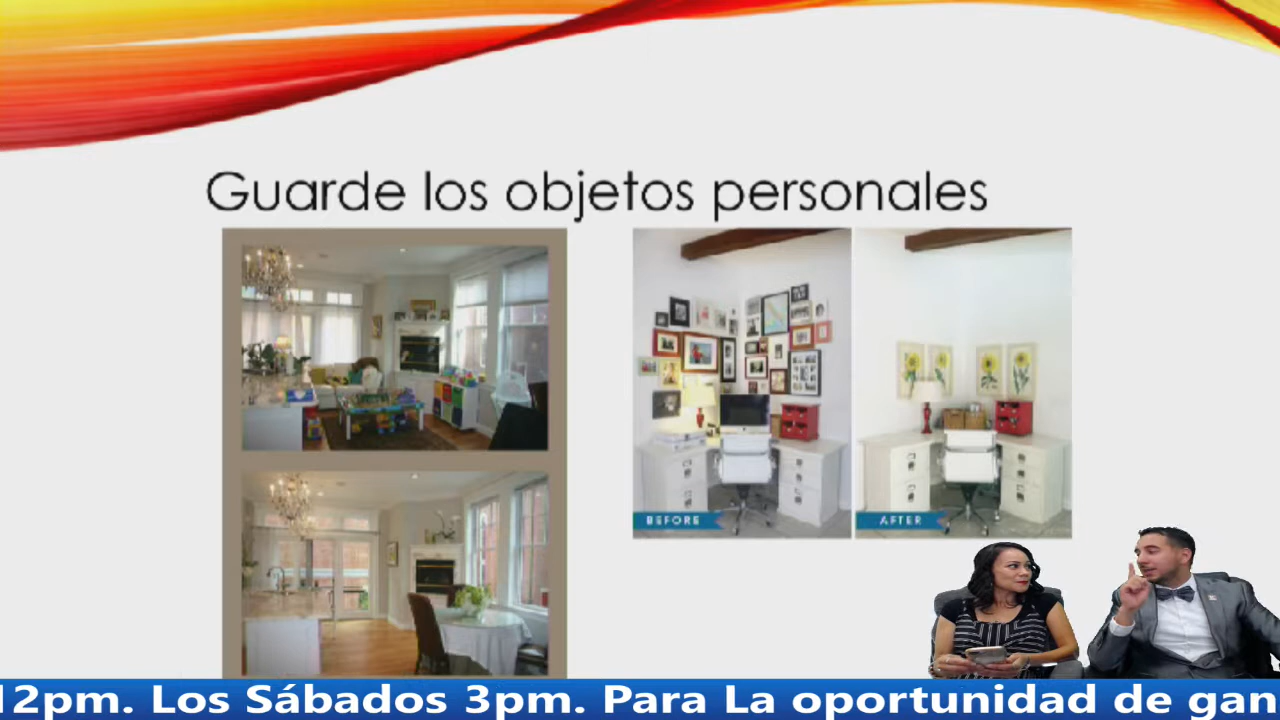 Guarde los objetos personales
BEFORE
AFTER
12pm. Los Sábados 3pm. Para La oportunidad de gan